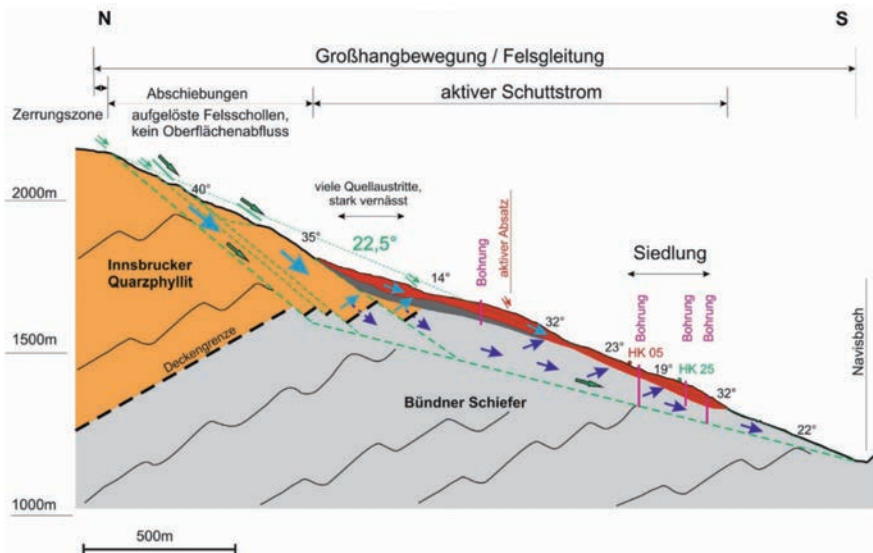 N
S
Großhangbewegung / Felsgleitung
Abschiebungen
aktiver Schuttstrom
Zerrungszone
aufgelöste Felsschollen,
kein Oberflächenabfluss
2000m
40°
viele Quellaustritte,
stark vernässt
35°
22,5°
14°
Bohrung
aktiver Absatz
Siedlung
Innsbrucker
Quarzphyllit
Bohrung
Bohrung
Bohrung
Navisbach
32°
1500m
Deckengrenze
23°
HK 05
19°
HK 25
32°
Bündner Schiefer
22°
1000m
500m